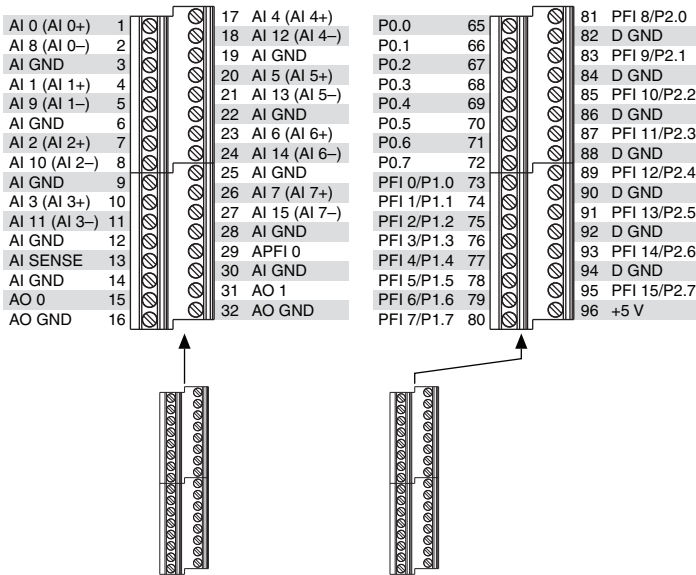 AI 0 (AI 0+) 1
AI 8 (AI 0–) 2
AI GND 3
AI 1 (AI 1+) 4
AI 9 (AI 1–) 5
AI GND 6
AI 2 (AI 2+) 7
AI 10 (AI 2–) 8
AI GND 9
AI 3 (AI 3+) 10
AI 11 (AI 3–) 11
AI GND 12
AI SENSE 13
AI GND 14
AO 0 15
AO GND 16
17 AI 4 (AI 4+)
18 AI 12 (AI 4–)
19 AI GND
20 AI 5 (AI 5+)
21 AI 13 (AI 5–)
22 AI GND
23 AI 6 (AI 6+)
24 AI 14 (AI 6–)
25 AI GND
26 AI 7 (AI 7+)
27 AI 15 (AI 7–)
28 AI GND
29 APFI 0
30 AI GND
31 AO 1
32 AO GND
P0.0 65
P0.1 66
P0.2 67
P0.3 68
P0.4 69
P0.5 70
P0.6 71
P0.7 72
PFI 0/P1.0 73
PFI 1/P1.1 74
PFI 2/P1.2 75
PFI 3/P1.3 76
PFI 4/P1.4 77
PFI 5/P1.5 78
PFI 6/P1.6 79
PFI 7/P1.7 80
81 PFI 8/P2.0
82 D GND
83 PFI 9/P2.1
84 D GND
85 PFI 10/P2.2
86 D GND
87 PFI 11/P2.3
88 D GND
89 PFI 12/P2.4
90 D GND
91 PFI 13/P2.5
92 D GND
93 PFI 14/P2.6
94 D GND
95 PFI 15/P2.7
96 +5 V